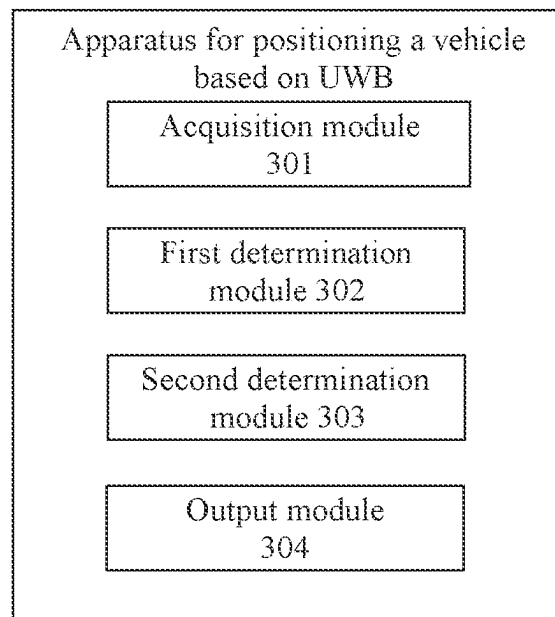 Apparatus for positioning a vehicle
based on UWB
Acquisition module
301
First determination
module 302
Second determination
module 303
Output module
304